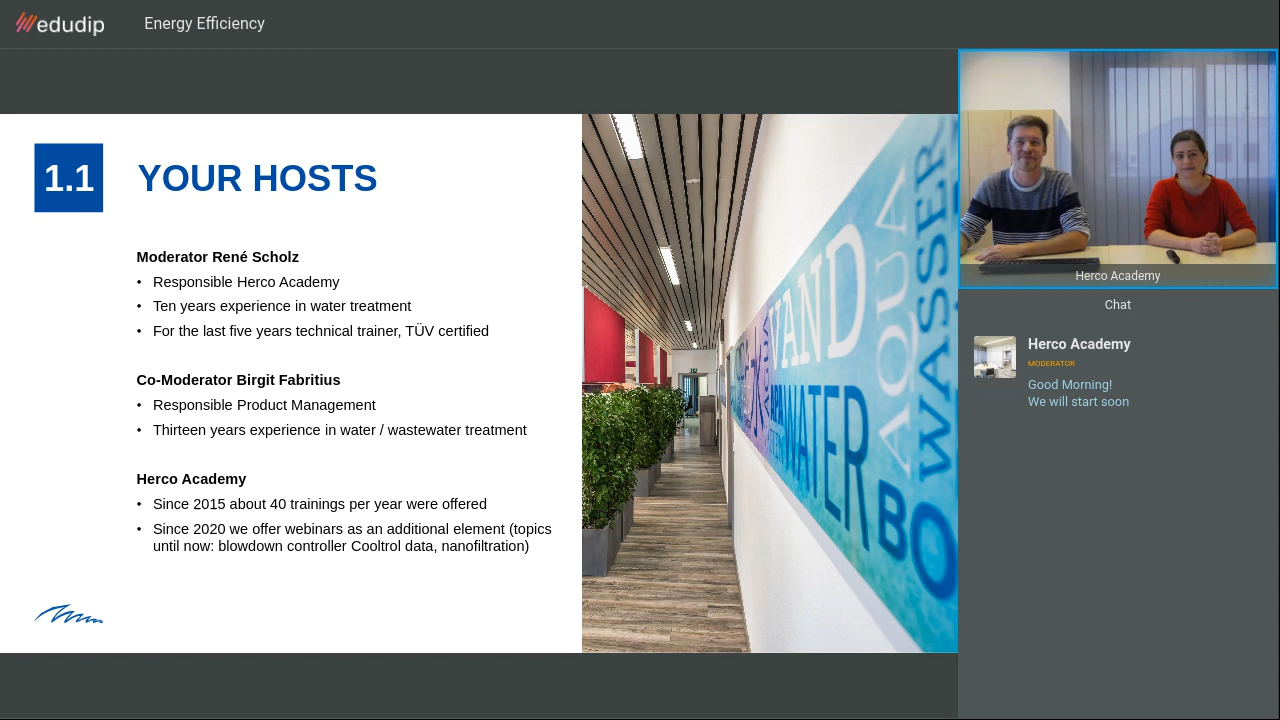 edudip
Energy Efficiency
1.1
YOUR HOSTS
Moderator René Scholz
• Responsible Herco Academy
• Ten years experience in water treatment
• For the last five years technical trainer, TÜV certified
Co-Moderator Birgit Fabritius
• Responsible Product Management
• Thirteen years experience in water / wastewater treatment
Herco Academy
• Since 2015 about 40 trainings per year were offered
• Since 2020 we offer webinars as an additional element (topics
until now: blowdown controller Cooltrol data, nanofiltration)
VAND
AQUA
WASSER
WATER
Herco Academy
Chat
Herco Academy
MODERATOR
Good Morning!
We will start soon